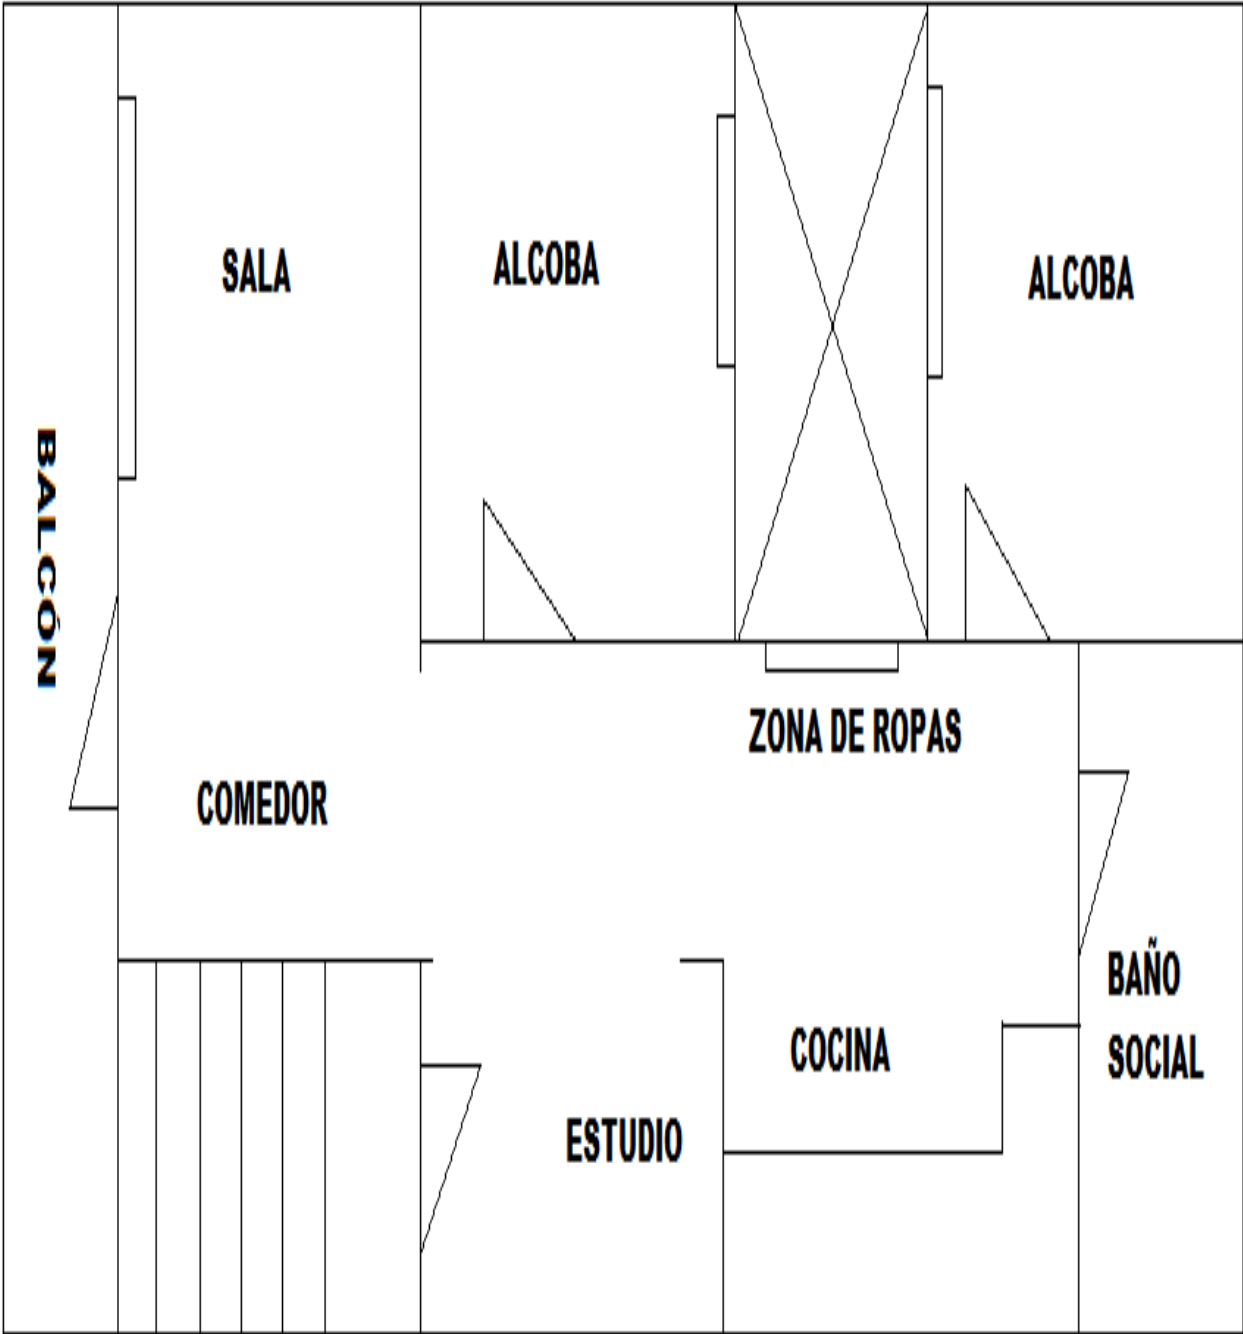 SALA
ALCOBA
ALCOBA
BALCÓN
ZONA DE ROPAS
COMEDOR
BAÑO
SOCIAL
COCINA
ESTUDIO